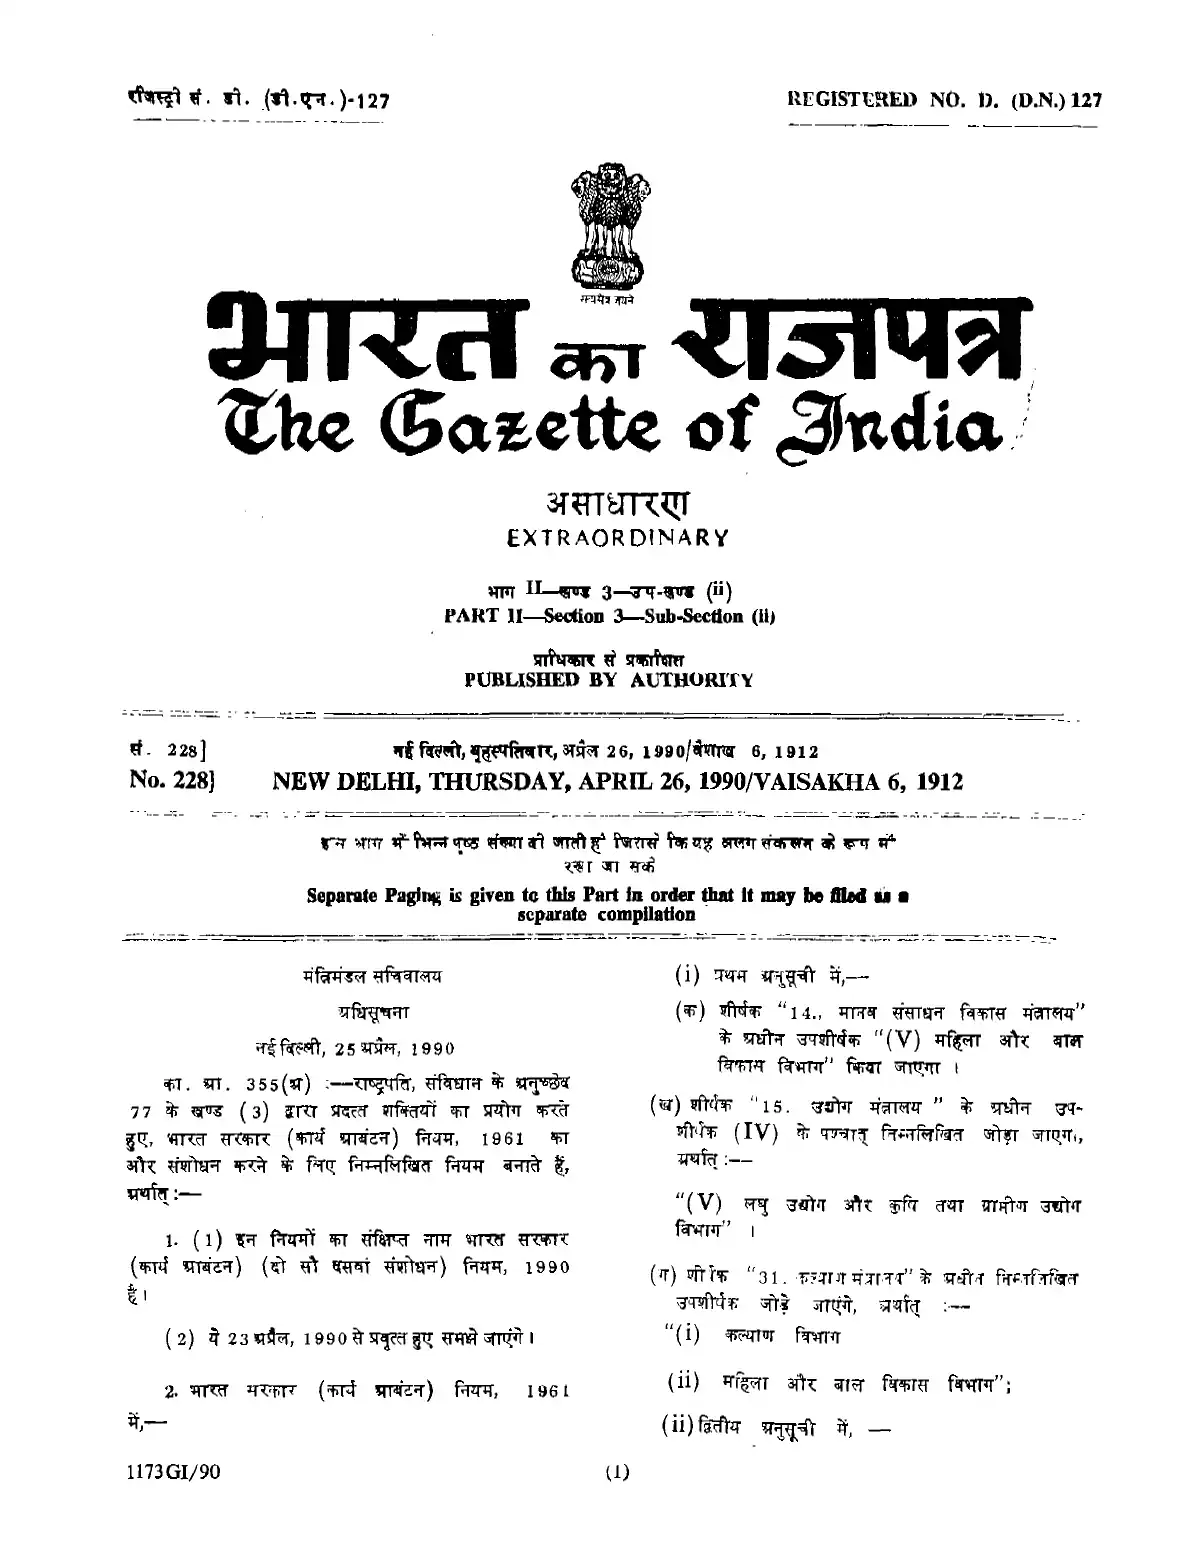 रजिस्ट्री सं. डी. (डी.एन.)-127
REGISTERED NO. D. (D.N.) 127
सत्यमेव जयते
भारत का राजपत्र
The Gazette of India
असाधारण
EXTRAORDINARY
भाग II—खण्ड 3—उप-खण्ड (ii)
PART II—Section 3—Sub-Section (ii)
प्राधिकार से प्रकाशित
PUBLISHED BY AUTHORITY
सं. 228]
नई दिल्ली, बृहस्पतिवार, अप्रैल 26, 1990/वैशाख 6, 1912
No. 228]
NEW DELHI, THURSDAY, APRIL 26, 1990/VAISAKHA 6, 1912
इस भाग में भिन्न पृष्ठ संख्या दी जाती है जिससे कि यह अलग संकलन के रूप में
रखा जा सके
Separate Paging is given to this Part in order that it may be filed as a
separate compilation
मंत्रिमंडल सचिवालय
अधिसूचना
नई दिल्ली, 25 अप्रैल, 1990
का. आ. 355(अ) :—राष्ट्रपति, संविधान के अनुच्छेद
77 के खण्ड (3) द्वारा प्रदत्त शक्तियों का प्रयोग करते
हुए, भारत सरकार (कार्य आबंटन) नियम, 1961 का
और संशोधन करने के लिए निम्नलिखित नियम बनाते हैं,
अर्थात् :—
1. (1) इन नियमों का संक्षिप्त नाम भारत सरकार
(कार्य आबंटन) (दो सौ दसवां संशोधन) नियम, 1990
है।
(2) ये 23 अप्रैल, 1990 से प्रवृत्त हुए समझे जाएंगे।
2. भारत सरकार (कार्य आबंटन) नियम, 1961
में,—
(i) प्रथम अनुसूची में,—
(क) शीर्षक "14., मानव संसाधन विकास मंत्रालय"
के अधीन उपशीर्षक "(V) महिला और बाल
विकास विभाग" किया जाएगा ।
(ख) शीर्षक "15. उद्योग मंत्रालय" के अधीन उप-
शीर्षक (IV) के पश्चात् निम्नलिखित जोड़ा जाएगा,
अर्थात् :—
"(V) लघु उद्योग और कृषि तथा ग्रामीण उद्योग
विभाग" ।
(ग) शीर्षक "31. कल्याण मंत्रालय" के अधीन निम्नलिखित
उपशीर्षक जोड़े जाएंगे, अर्थात् :—
"(i) कल्याण विभाग
(ii) महिला और बाल विकास विभाग";
(ii) द्वितीय अनुसूची में, —
1173 GI/90
(1)